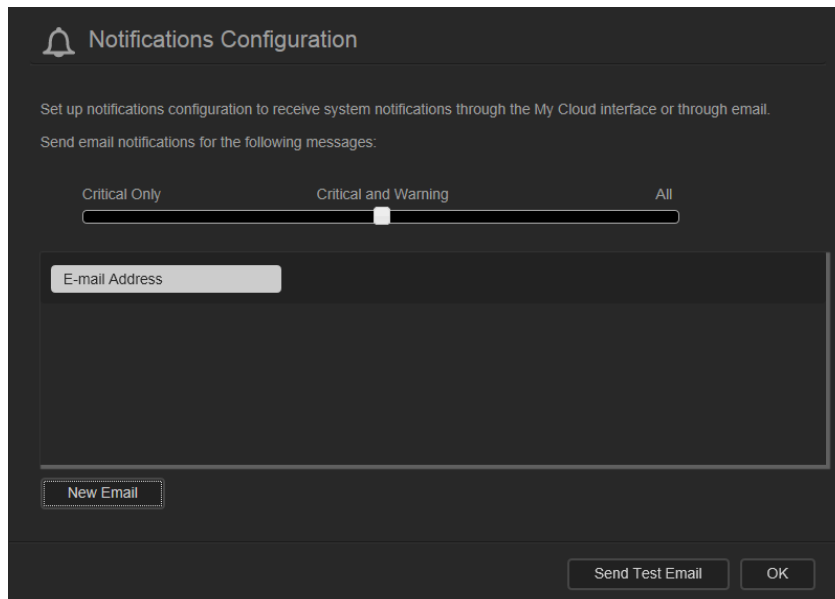 Notifications Configuration
Set up notifications configuration to receive system notifications through the My Cloud interface or through email.
Send email notifications for the following messages:
Critical Only Critical and Warning All
E-mail Address
New Email
Send Test Email OK